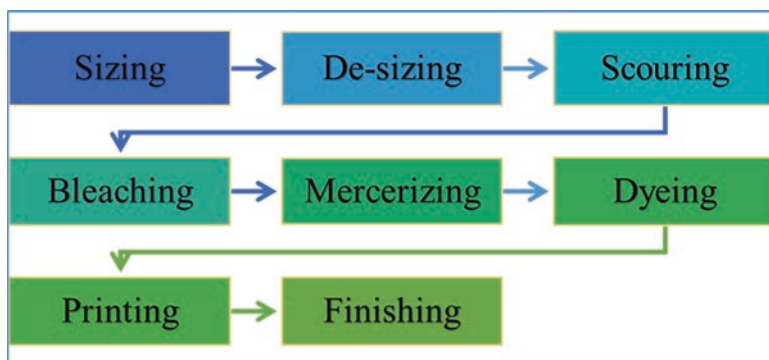 Sizing
De-sizing
Scouring
Bleaching
Mercerizing
Dyeing
Printing
Finishing